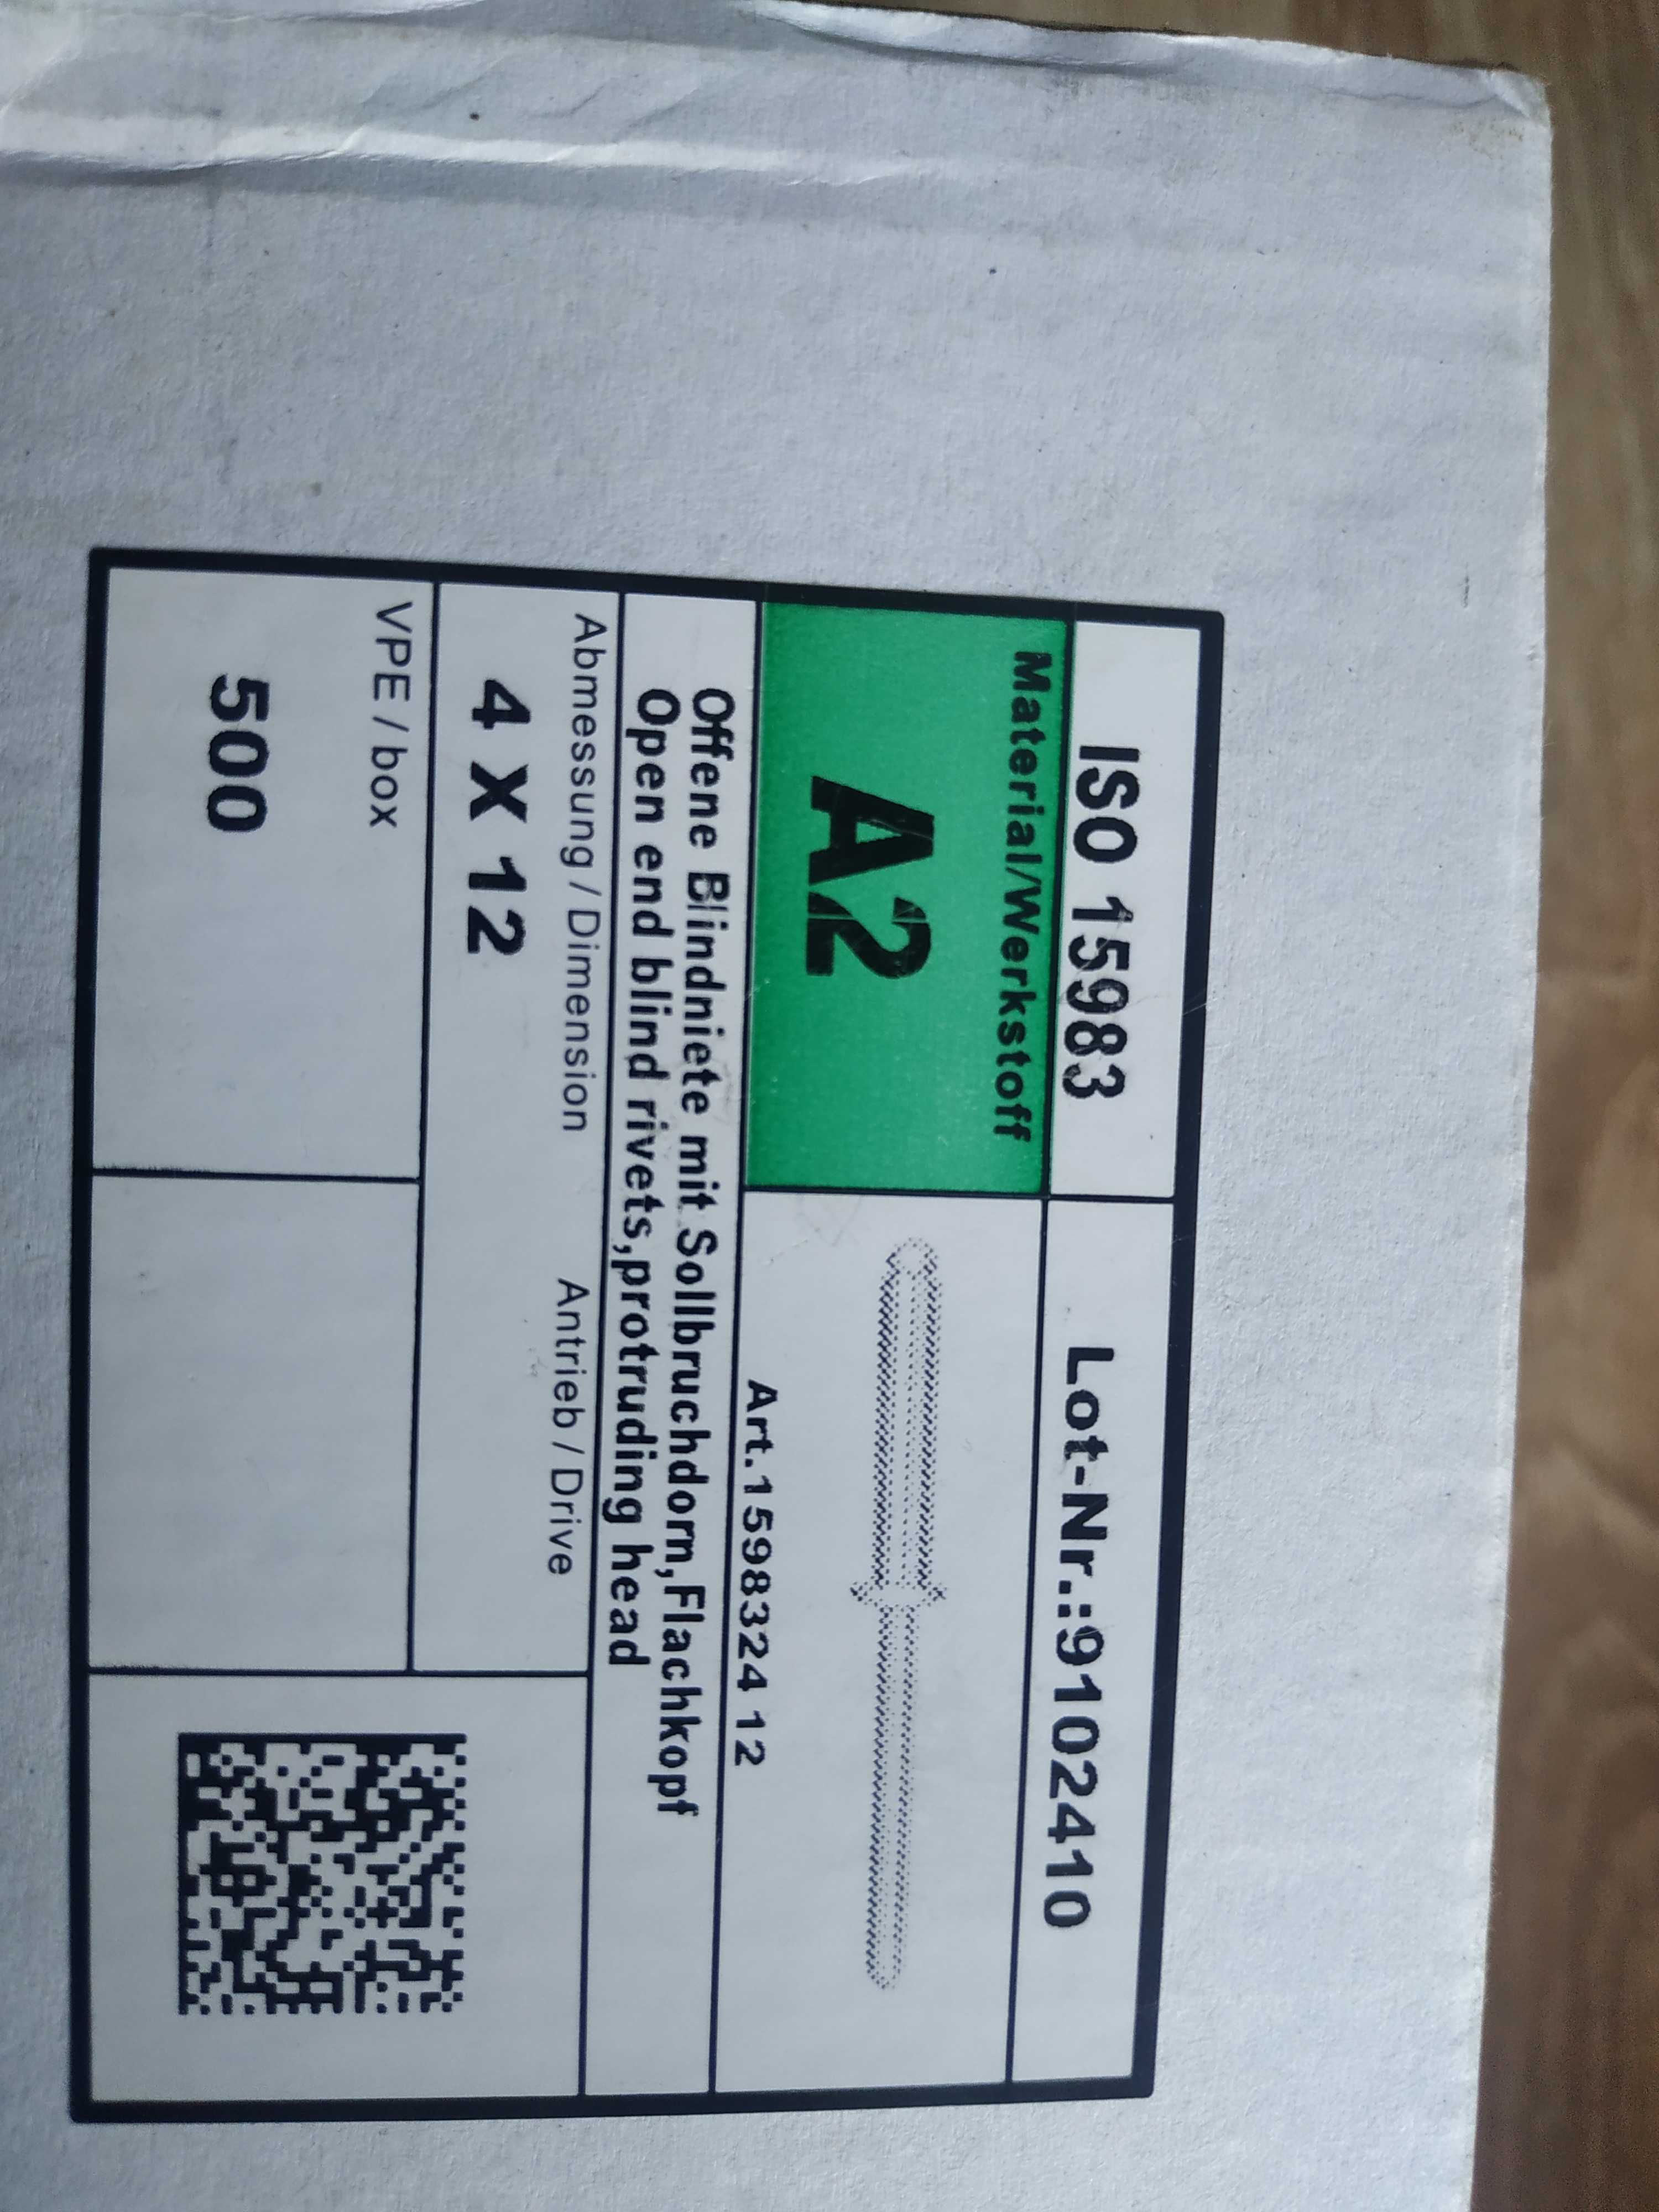 ISO 15983
Lot-Nr.:9102410
Material/Werkstoff
A2
Art.1598324 12
Offene Blindniete mit Sollbruchdorn,Flachkopf
Open end blind rivets,protruding head
Abmessung / Dimension
Antrieb / Drive
4 X 12
VPE / box
500